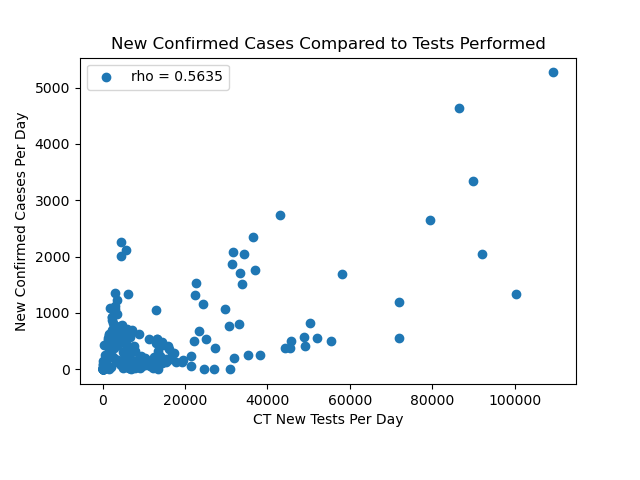 New Confirmed Cases Compared to Tests Performed
rho = 0.5635
New Confirmed Caeses Per Day
5000
4000
3000
2000
1000
0
0 20000 40000 60000 80000 100000
CT New Tests Per Day